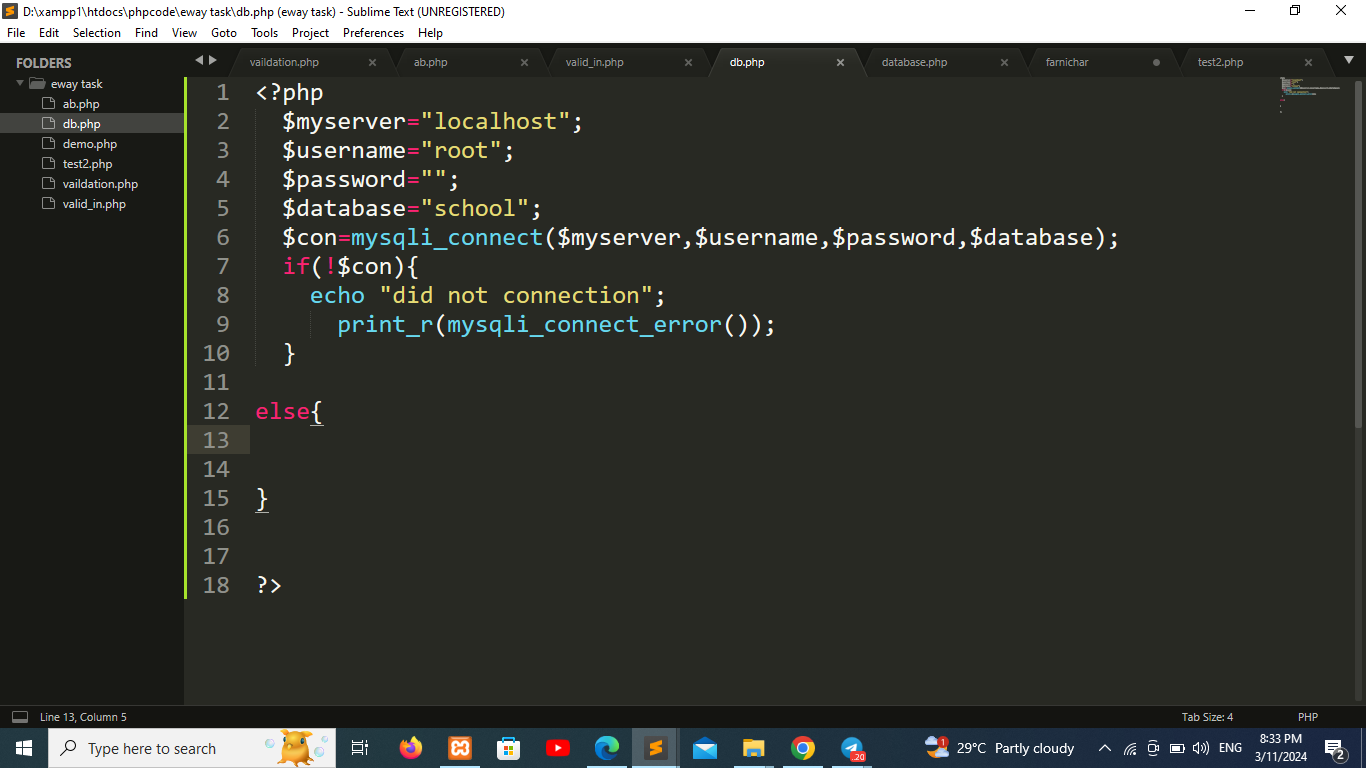 D:\xampp1\htdocs\phpcode\eway task\db.php (eway task) - Sublime Text (UNREGISTERED)
File Edit Selection Find View Goto Tools Project Preferences Help
FOLDERS
eway task
ab.php
db.php
demo.php
test2.php
vaildation.php
valid_in.php
vaildation.php ab.php valid_in.php db.php database.php farnichar test2.php
1 <?php
2 $myserver="localhost";
3 $username="root";
4 $password="";
5 $database="school";
6 $con=mysqli_connect($myserver,$username,$password,$database);
7 if(!$con){
8 echo "did not connection";
9 print_r(mysqli_connect_error());
10 }
11
12 else{
13
14
15 }
16
17
18 ?>
Line 13, Column 5
Tab Size: 4 PHP
Type here to search
20
1
29°C Partly cloudy
ENG
8:33 PM
3/11/2024
2